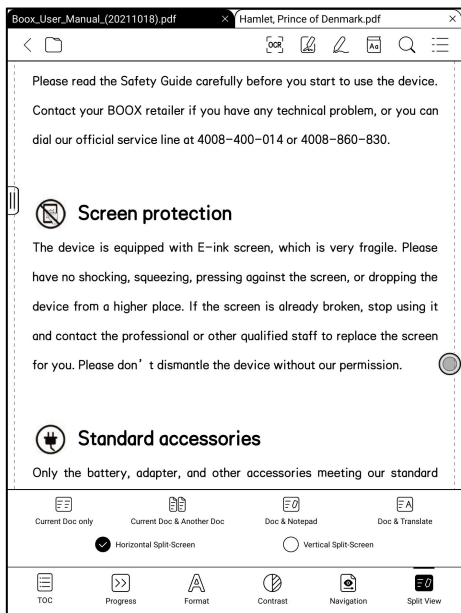 Boox_User_Manual_(20211018).pdf × Hamlet, Prince of Denmark.pdf ×
OCR Aa
Please read the Safety Guide carefully before you start to use the device.
Contact your BOOX retailer if you have any technical problem, or you can
dial our official service line at 4008-400-014 or 4008-860-830.
Screen protection
The device is equipped with E-ink screen, which is very fragile. Please
have no shocking, squeezing, pressing against the screen, or dropping the
device from a higher place. If the screen is already broken, stop using it
and contact the professional or other qualified staff to replace the screen
for you. Please don’t dismantle the device without our permission.
Standard accessories
Only the battery, adapter, and other accessories meeting our standard
Current Doc only Current Doc & Another Doc Doc & Notepad Doc & Translate
Horizontal Split-Screen Vertical Split-Screen
TOC Progress Format Contrast Navigation Split View